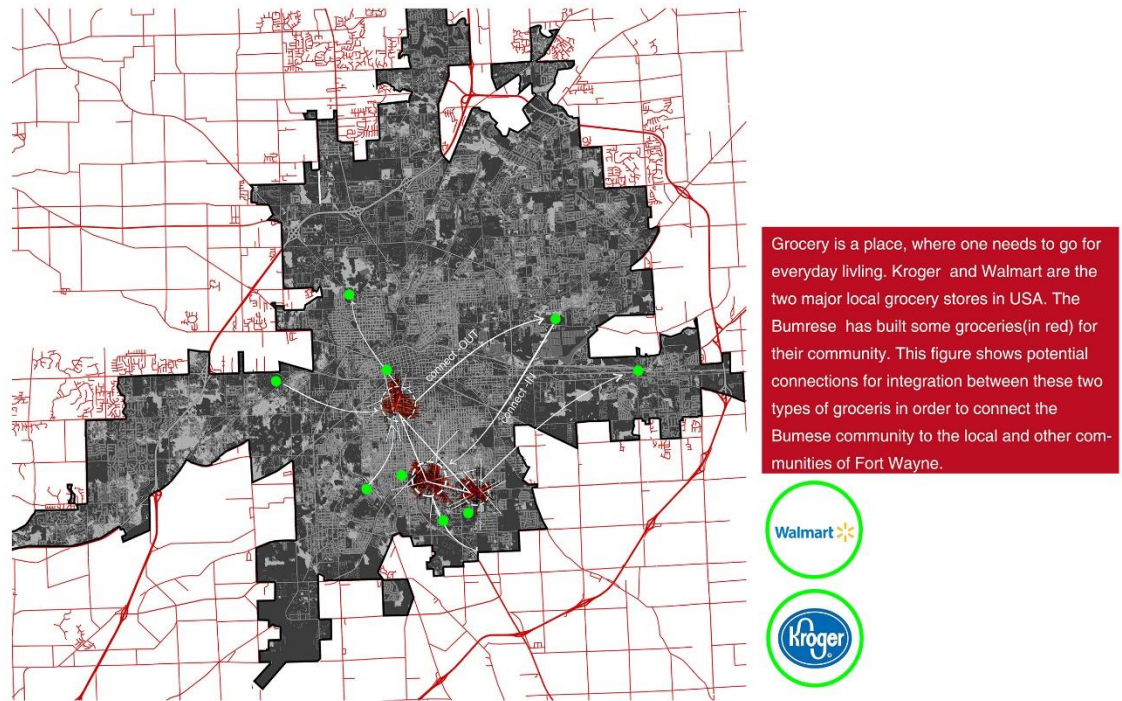 connect -OUT
connect -IN
Grocery is a place, where one needs to go for
everyday livling. Kroger  and Walmart are the
two major local grocery stores in USA. The
Bumrese  has built some groceries(in red) for
their community. This figure shows potential
connections for integration between these two
types of groceris in order to connect the
Bumese community to the local and other com-
munities of Fort Wayne.
Walmart
Kroger